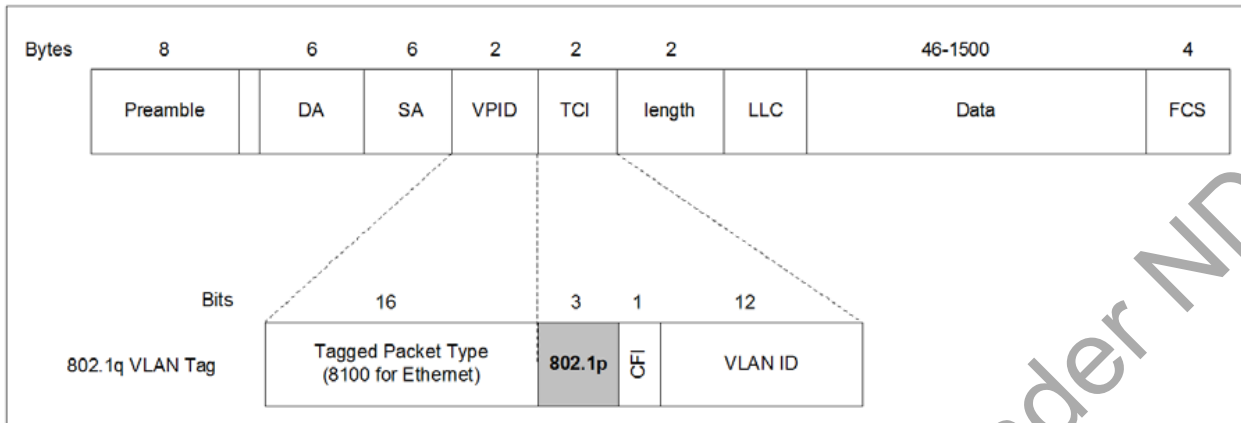 Bytes 8 6 6 2 2 2 46-1500 4
Preamble DA SA VPID TCI length LLC Data FCS
Bits 16 3 1 12
802.1q VLAN Tag
Tagged Packet Type
(8100 for Ethernet)
802.1p
CFI
VLAN ID
der ND